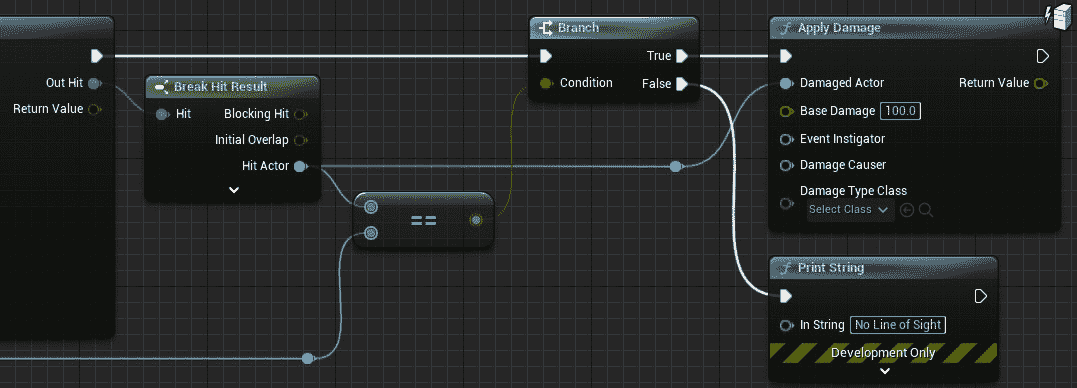 Out Hit
Return Value
Break Hit Result
Hit
Blocking Hit
Initial Overlap
Hit Actor
==
Branch
True
Condition
False
Apply Damage
Damaged Actor
Return Value
Base Damage 100.0
Event Instigator
Damage Causer
Damage Type Class
Select Class
Print String
In String No Line of Sight
Development Only